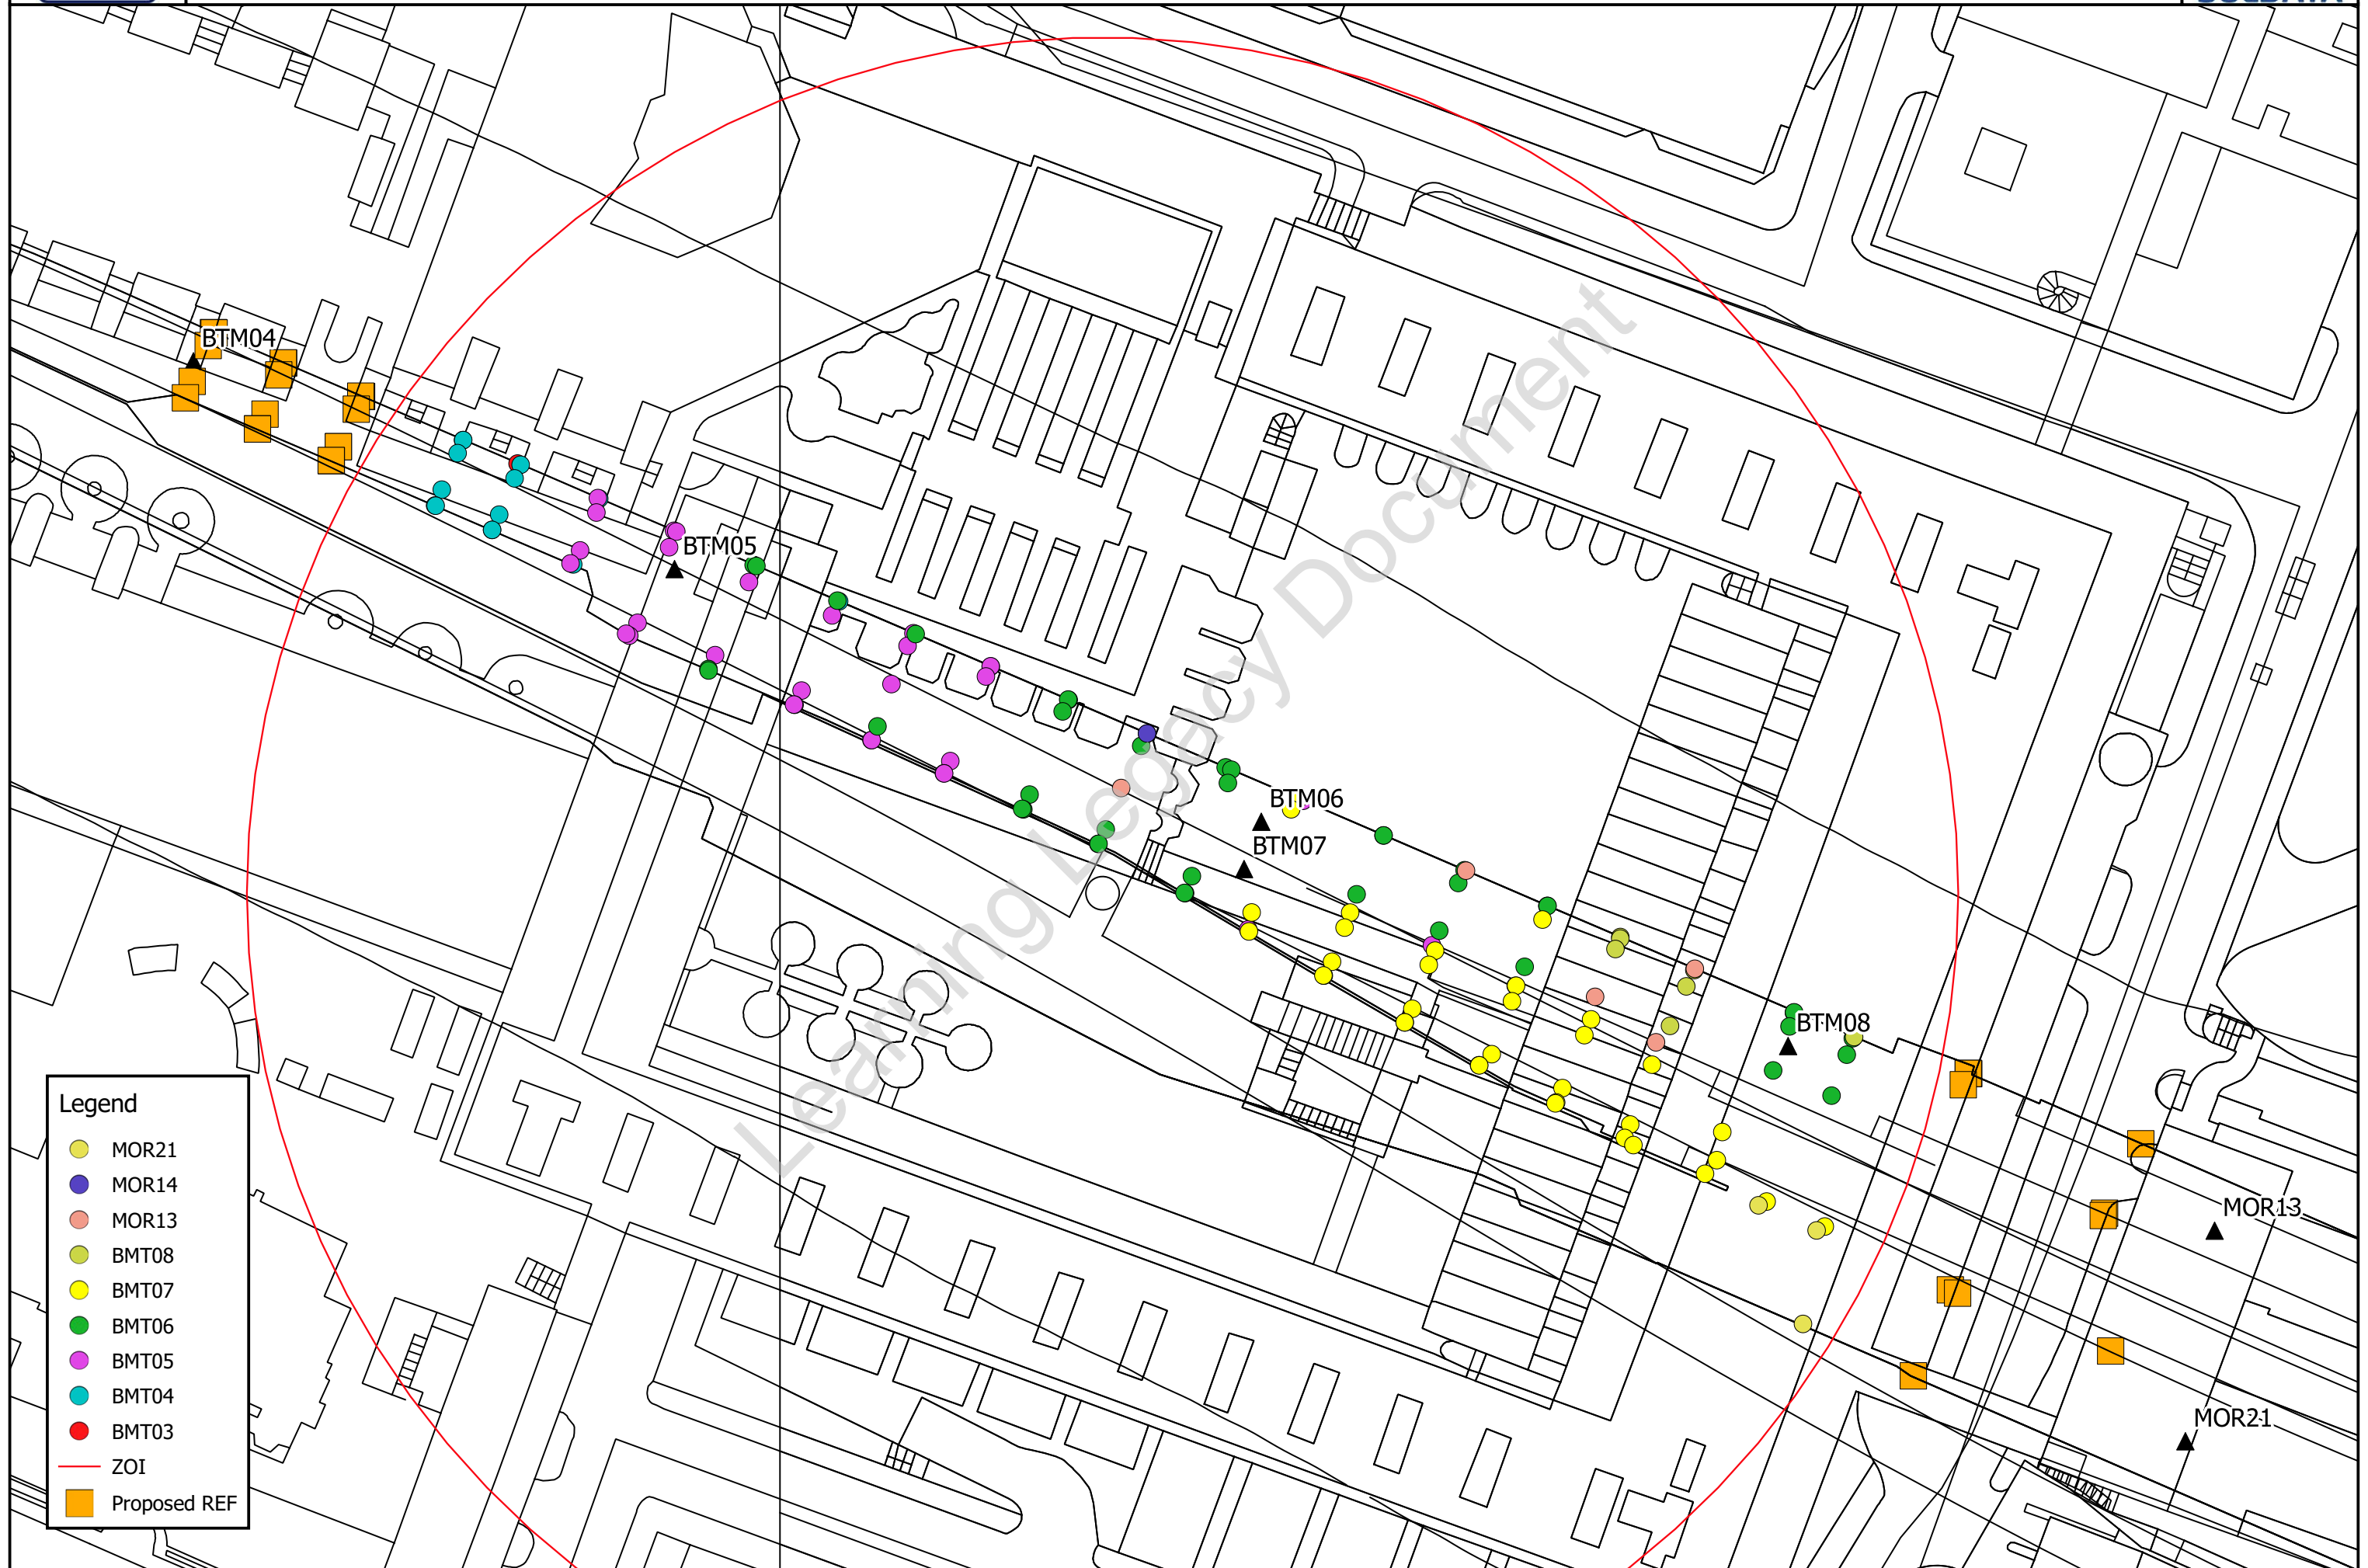 BTM04
BTM05
BTM06
BTM07
BTM08
MOR13
MOR21
Learning Legacy Document
Legend
MOR21
MOR14
MOR13
BMT08
BMT07
BMT06
BMT05
BMT04
BMT03
ZOI
Proposed REF